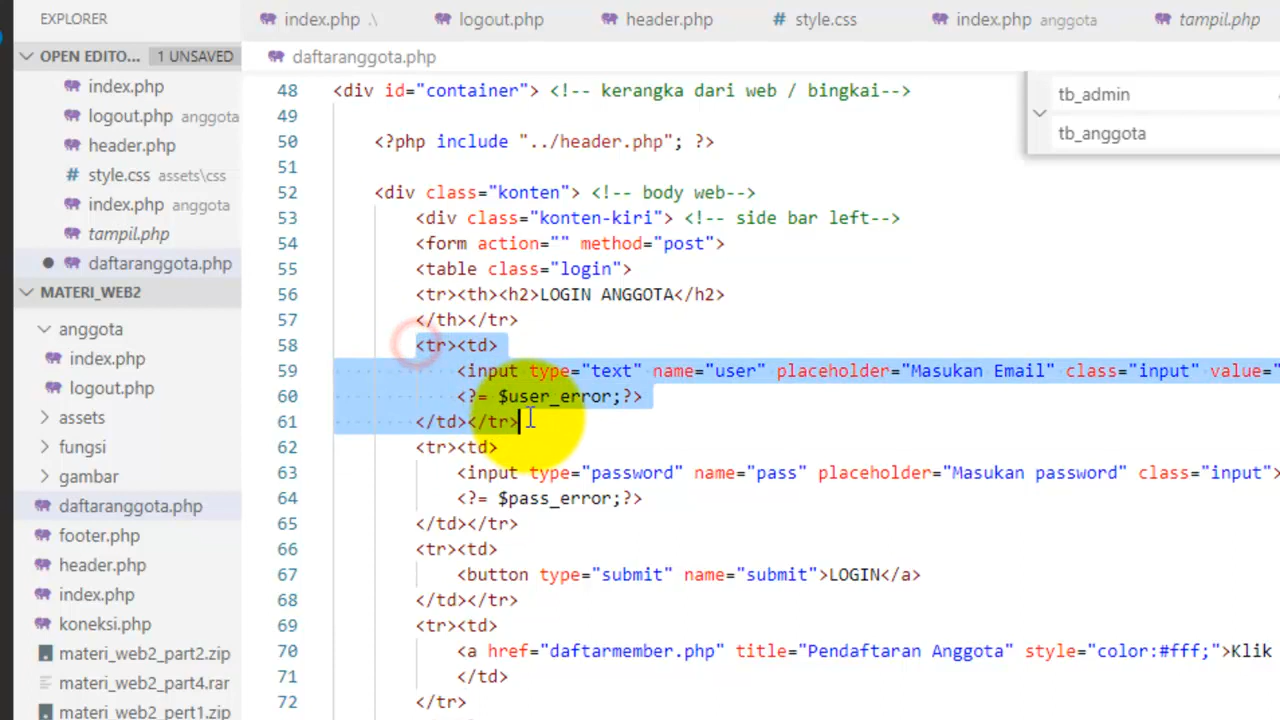 EXPLORER
index.php .\
logout.php
header.php
style.css
index.php anggota
tampil.php
OPEN EDITO... 1 UNSAVED
index.php
logout.php anggota
header.php
style.css assets\css
index.php anggota
tampil.php
daftaranggota.php
MATERI_WEB2
anggota
index.php
logout.php
assets
fungsi
gambar
daftaranggota.php
footer.php
header.php
index.php
koneksi.php
materi_web2_part2.zip
materi_web2_part4.rar
materi_web2_pert1.zip
daftaranggota.php
tb_admin
tb_anggota
48 <div id="container"> <!-- kerangka dari web / bingkai-->
49
50 <?php include "../header.php"; ?>
51
52 <div class="konten"> <!-- body web-->
53 <div class="konten-kiri"> <!-- side bar left-->
54 <form action="" method="post">
55 <table class="login">
56 <tr><th><h2>LOGIN ANGGOTA</h2>
57 </th></tr>
58 <tr><td>
59 <input type="text" name="user" placeholder="Masukan Email" class="input" value="
60 <?= $user_error;?>
61 </td></tr>
62 <tr><td>
63 <input type="password" name="pass" placeholder="Masukan password" class="input">
64 <?= $pass_error;?>
65 </td></tr>
66 <tr><td>
67 <button type="submit" name="submit">LOGIN</a>
68 </td></tr>
69 <tr><td>
70 <a href="daftarmember.php" title="Pendaftaran Anggota" style="color:#fff;">Klik
71 </td>
72 </tr>